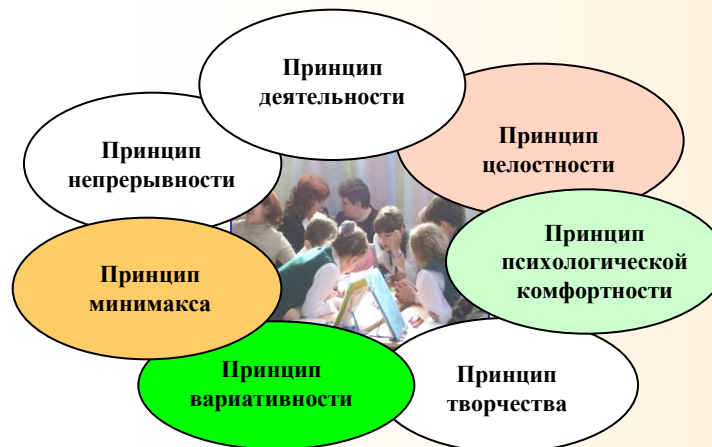 Принцип
деятельности
Принцип
целостности
Принцип
непрерывности
Принцип
психологической
комфортности
Принцип
минимакса
Принцип
вариативности
Принцип
творчества